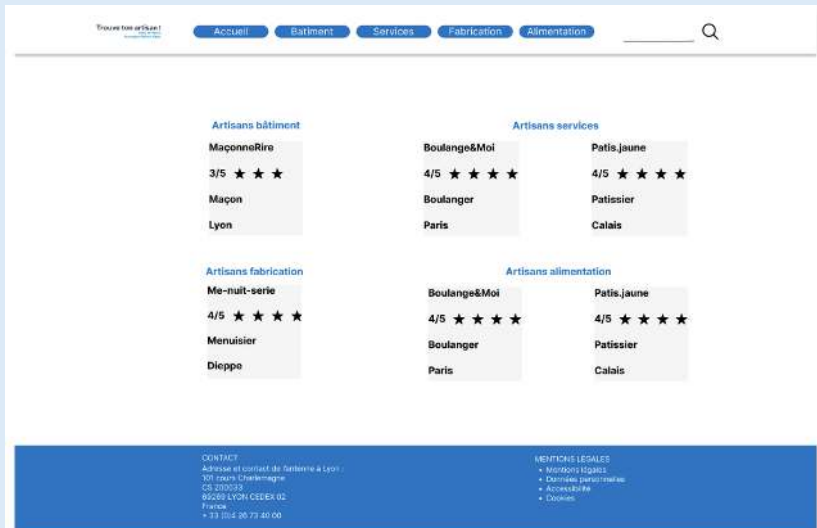 Trouve ton artisan !
Accueil
Batiment
Services
Fabrication
Alimentation
Artisans bâtiment
MaçonneRire
3/5 ★ ★ ★
Maçon
Lyon
Artisans services
Boulange&Moi
4/5 ★ ★ ★ ★
Boulanger
Paris
Patis.jaune
4/5 ★ ★ ★ ★
Patissier
Calais
Artisans fabrication
Me-nuit-serie
4/5 ★ ★ ★ ★
Menuisier
Dieppe
Artisans alimentation
Boulange&Moi
4/5 ★ ★ ★ ★
Boulanger
Paris
Patis.jaune
4/5 ★ ★ ★ ★
Patissier
Calais
CONTACT
Adresse et contact de l'antenne à Lyon :
101 cours Charlemagne
CS 200033
69269 LYON CEDEX 02
France
+ 33 (0)4 26 73 40 00
MENTIONS LÉGALES
• Mentions légales
• Données personnelles
• Accessibilité
• Cookies